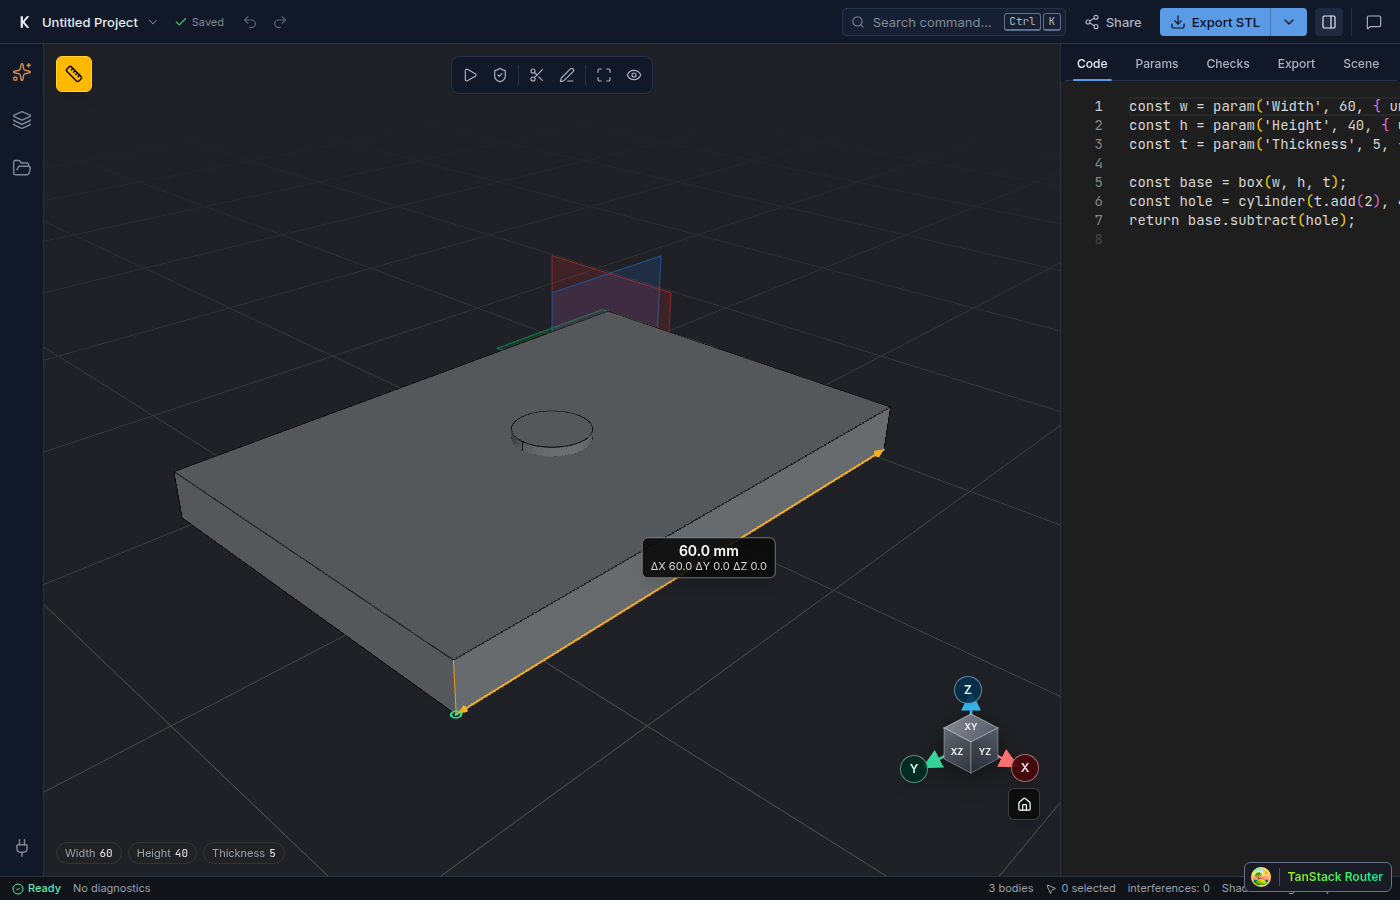 K Untitled Project Saved Search command... Ctrl K Share Export STL
Code Params Checks Export Scene
1 const w = param('Width', 60, {
2 const h = param('Height', 40, {
3 const t = param('Thickness', 5,
4
5 const base = box(w, h, t);
6 const hole = cylinder(t.add(2),
7 return base.subtract(hole);
8
60.0 mm
ΔX 60.0 ΔY 0.0 ΔZ 0.0
Z
XY
XZ YZ
Y X
Width 60 Height 40 Thickness 5
TanStack Router
Ready No diagnostics 3 bodies 0 selected interferences: 0